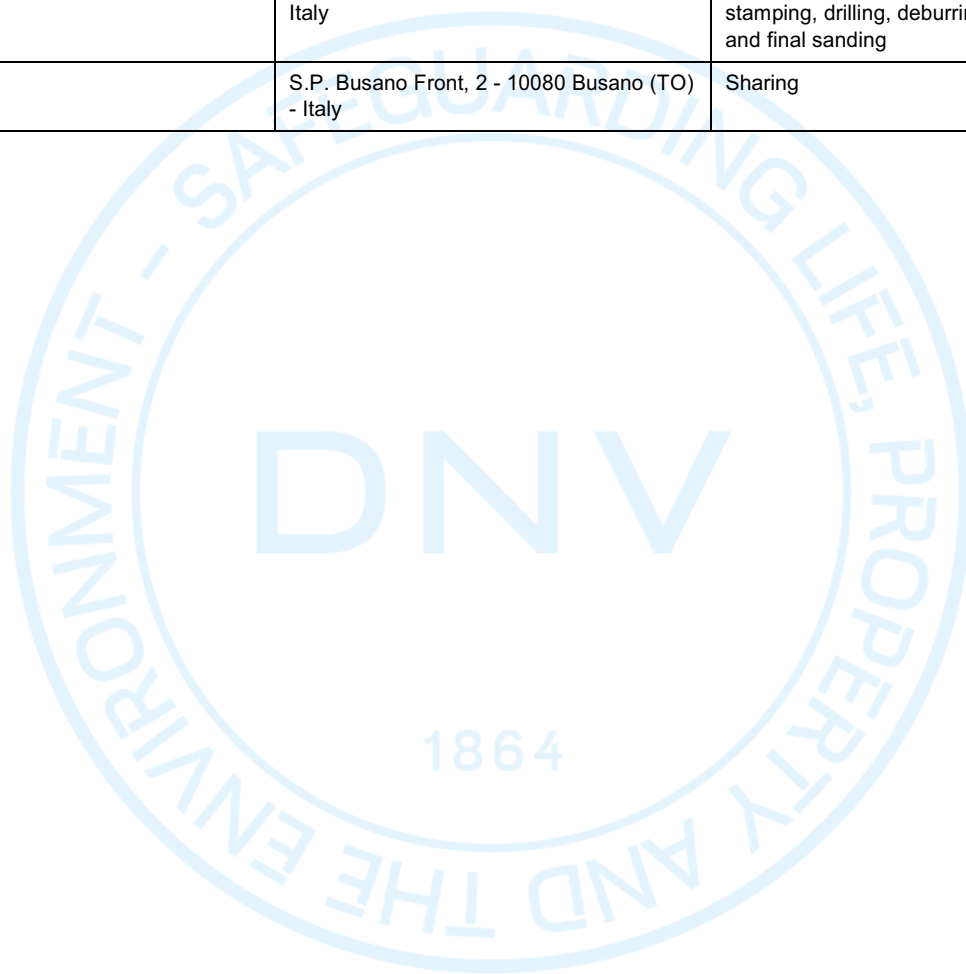 Italy
stamping, drilling, deburri
and final sanding
S.P. Busano Front, 2 - 10080 Busano (TO)
- Italy
Sharing
SAFEGUARDING LIFE, PROPERTY AND THE ENVIRONMENT -
DNV
1864